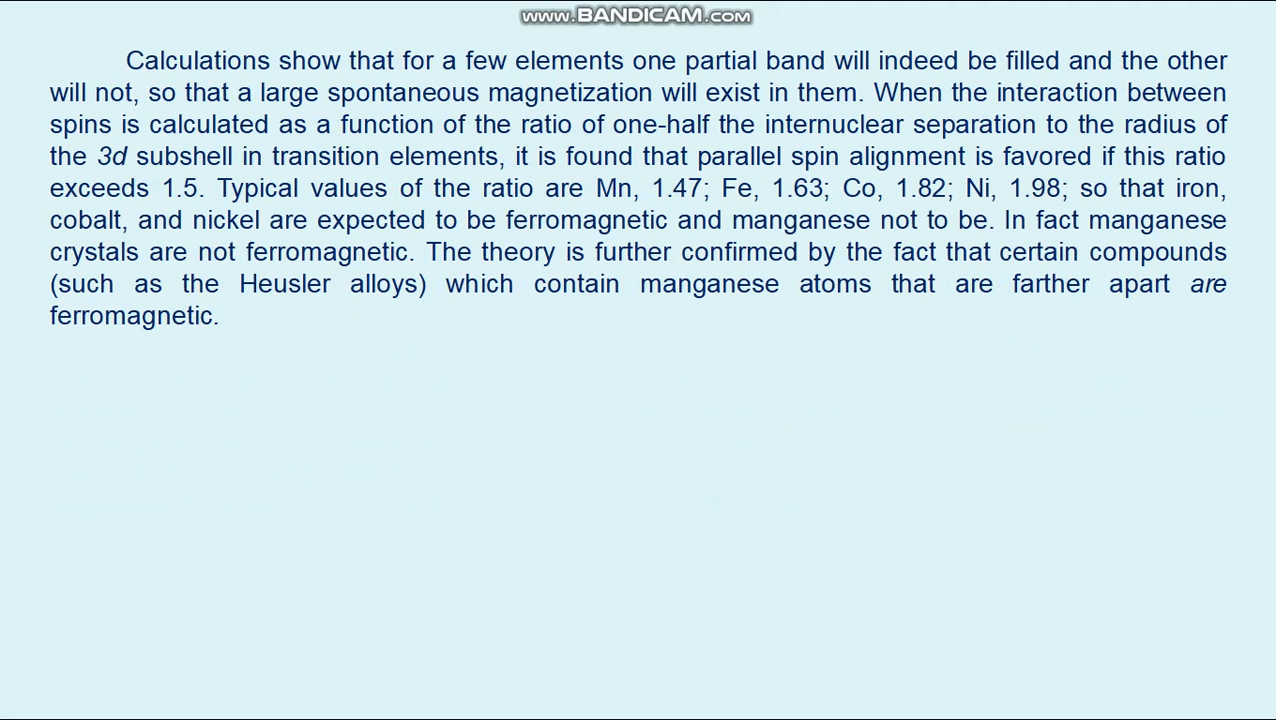 www.BANDICAM.com
Calculations show that for a few elements one partial band will indeed be filled and the other
will not, so that a large spontaneous magnetization will exist in them. When the interaction between
spins is calculated as a function of the ratio of one-half the internuclear separation to the radius of
the 3d subshell in transition elements, it is found that parallel spin alignment is favored if this ratio
exceeds 1.5. Typical values of the ratio are Mn, 1.47; Fe, 1.63; Co, 1.82; Ni, 1.98; so that iron,
cobalt, and nickel are expected to be ferromagnetic and manganese not to be. In fact manganese
crystals are not ferromagnetic. The theory is further confirmed by the fact that certain compounds
(such as the Heusler alloys) which contain manganese atoms that are farther apart are
ferromagnetic.